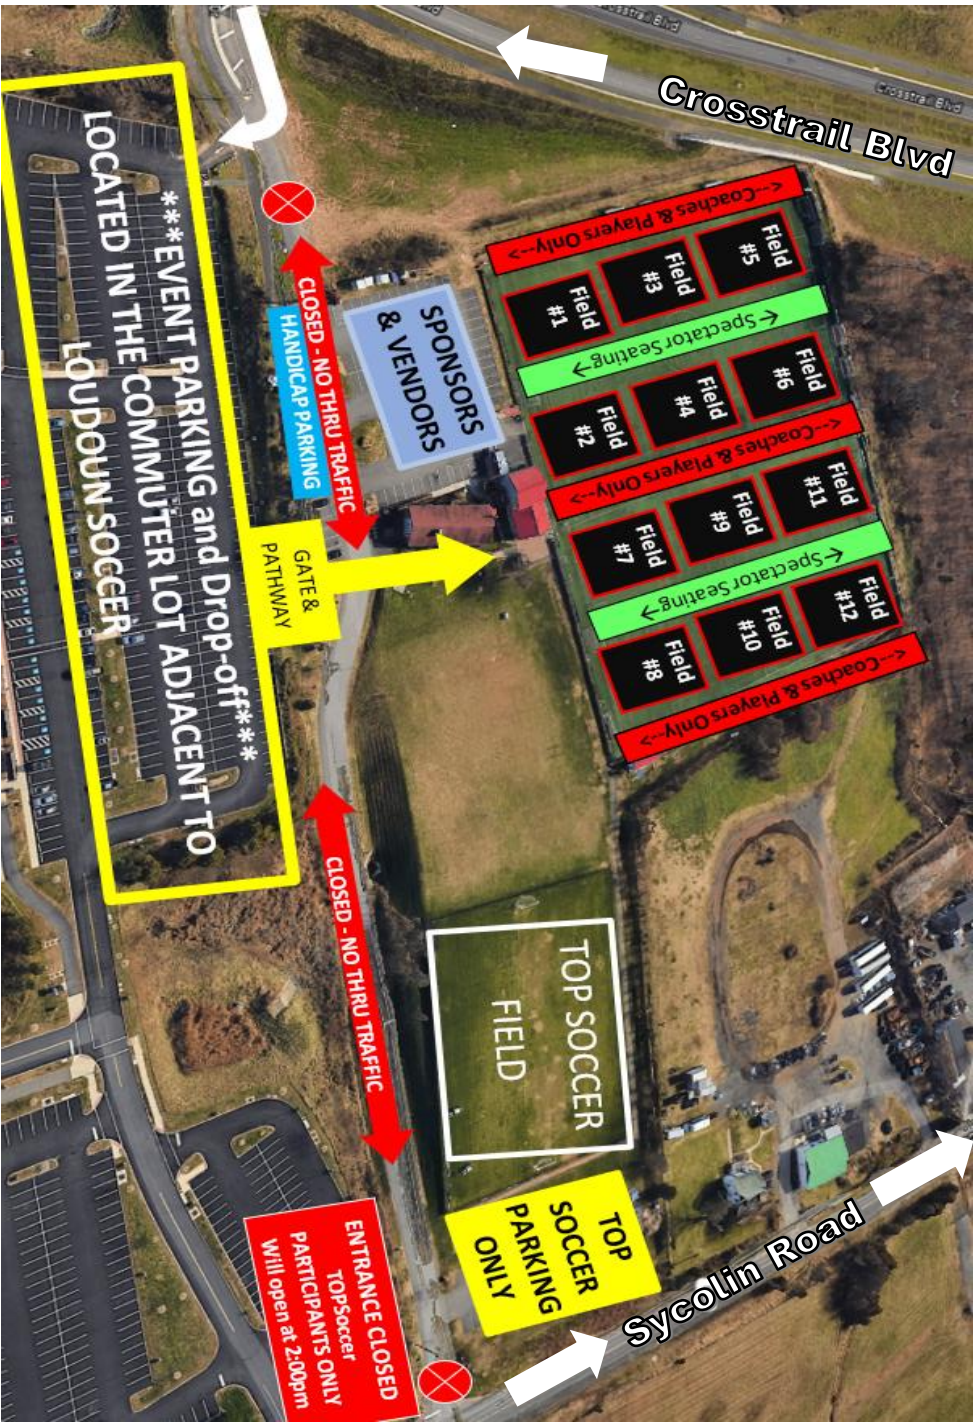 Crosstrail Blvd
Crosstrail Blvd
Crosstrail Blvd
<--Coaches & Players Only-->
Field
#5
Field
#3
Field
#1
<-Spectator Seating->
Field
#6
Field
#4
Field
#2
<--Coaches & Players Only-->
Field
#11
Field
#9
Field
#7
<-Spectator Seating->
Field
#12
Field
#10
Field
#8
<--Coaches & Players Only-->
SPONSORS
& VENDORS
CLOSED - NO THRU TRAFFIC
HANDICAP PARKING
***EVENT PARKING and Drop-off***
LOCATED IN THE COMMUTER LOT ADJACENT TO
LOUDOUN SOCCER
GATE &
PATHWAY
CLOSED - NO THRU TRAFFIC
TOP SOCCER
FIELD
TOP
SOCCER
PARKING
ONLY
Sycolin Road
ENTRANCE CLOSED
TOPSoccer
PARTICIPANTS ONLY
Will open at 2:00pm